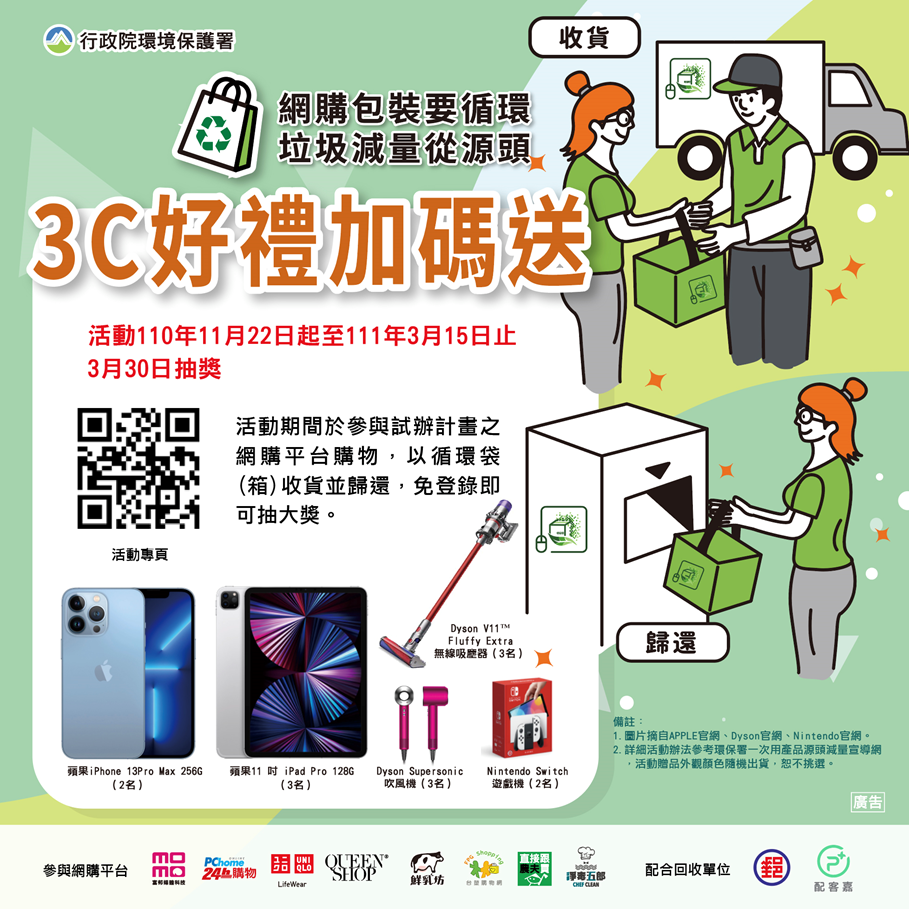 行政院環境保護署
收貨
網購包裝要循環
垃圾減量從源頭
3C好禮加碼送
活動110年11月22日起至111年3月15日止
3月30日抽獎
活動期間於參與試辦計畫之
網購平台購物，以循環袋
(箱)收貨並歸還，免登錄即
可抽大獎。
活動專頁
Dyson V11™
Fluffy Extra
無線吸塵器（3名）
歸還
蘋果iPhone 13Pro Max 256G
（2名）
蘋果11 吋 iPad Pro 128G
（3名）
Dyson Supersonic
吹風機（3名）
Nintendo Switch
遊戲機（2名）
備註：
1. 圖片摘自APPLE官網、Dyson官網、Nintendo官網。
2. 詳細活動辦法參考環保署一次用產品源頭減量宣導網
，活動贈品外觀顏色隨機出貨，恕不挑選。
廣告
參與網購平台
momo
富邦媒體科技
PChome
24h購物
UNI
QLO
LifeWear
QUEEN®
SHOP
鮮乳坊
FPG Shopping
台塑購物網
直接跟
農夫買
淨毒五郎
CHEF CLEAN
配合回收單位
郵
P+
配客嘉